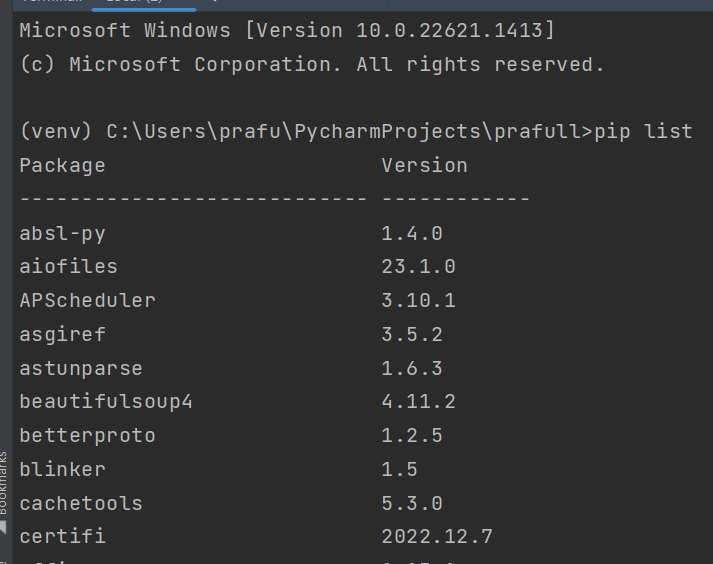 Microsoft Windows [Version 10.0.22621.1413]
(c) Microsoft Corporation. All rights reserved.
(venv) C:\Users\prafu\PycharmProjects\prafull>pip list
Package Version
---------------------------- ------------
absl-py 1.4.0
aiofiles 23.1.0
APScheduler 3.10.1
asgiref 3.5.2
astunparse 1.6.3
beautifulsoup4 4.11.2
betterproto 1.2.5
blinker 1.5
cachetools 5.3.0
certifi 2022.12.7
Bookmarks